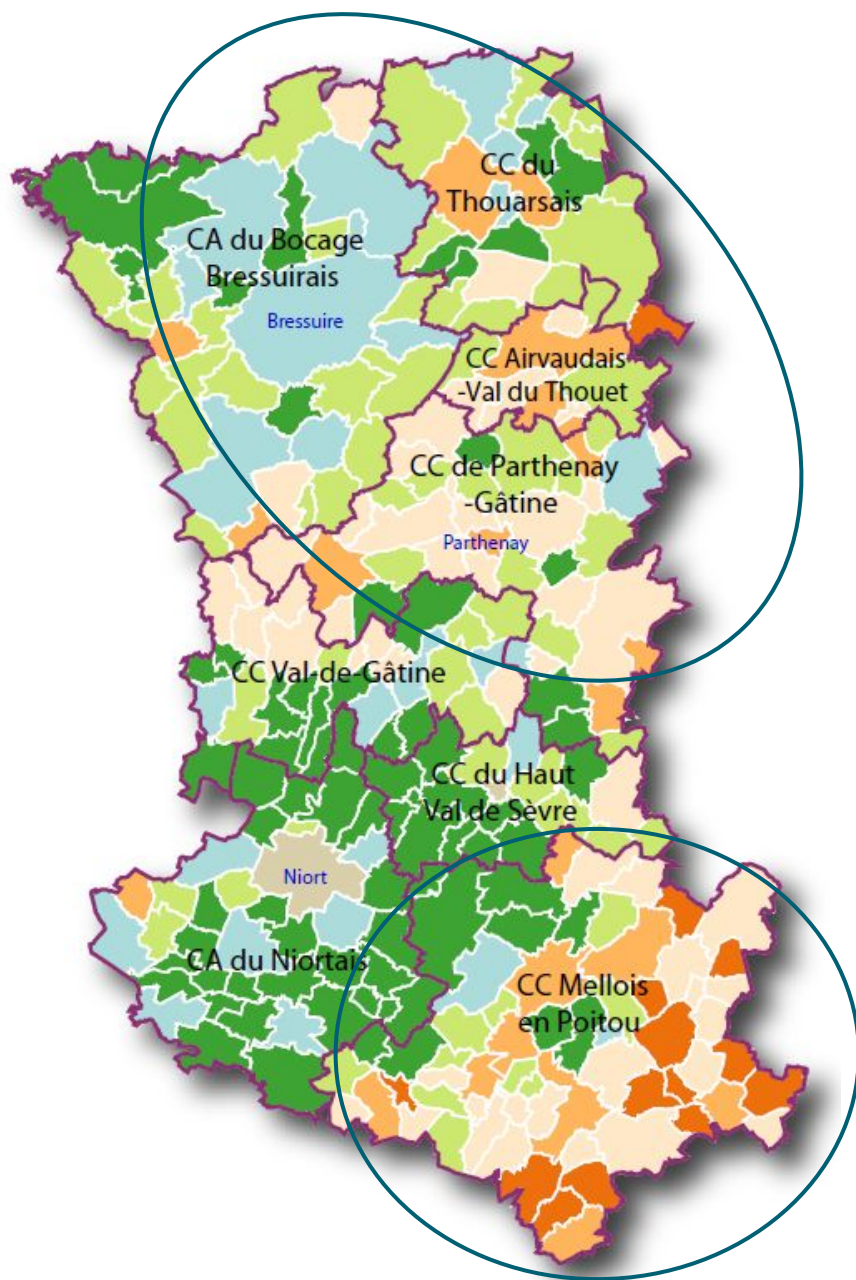 CC du
Thouarsais
CA du Bocage
Bressuirais
Bressuire
CC Airvaudais
-Val du Thouet
CC de Parthenay
-Gâtine
Parthenay
CC Val-de-Gâtine
CC du Haut
Val de Sèvre
Niort
CA du Niortais
CC Mellois
en Poitou